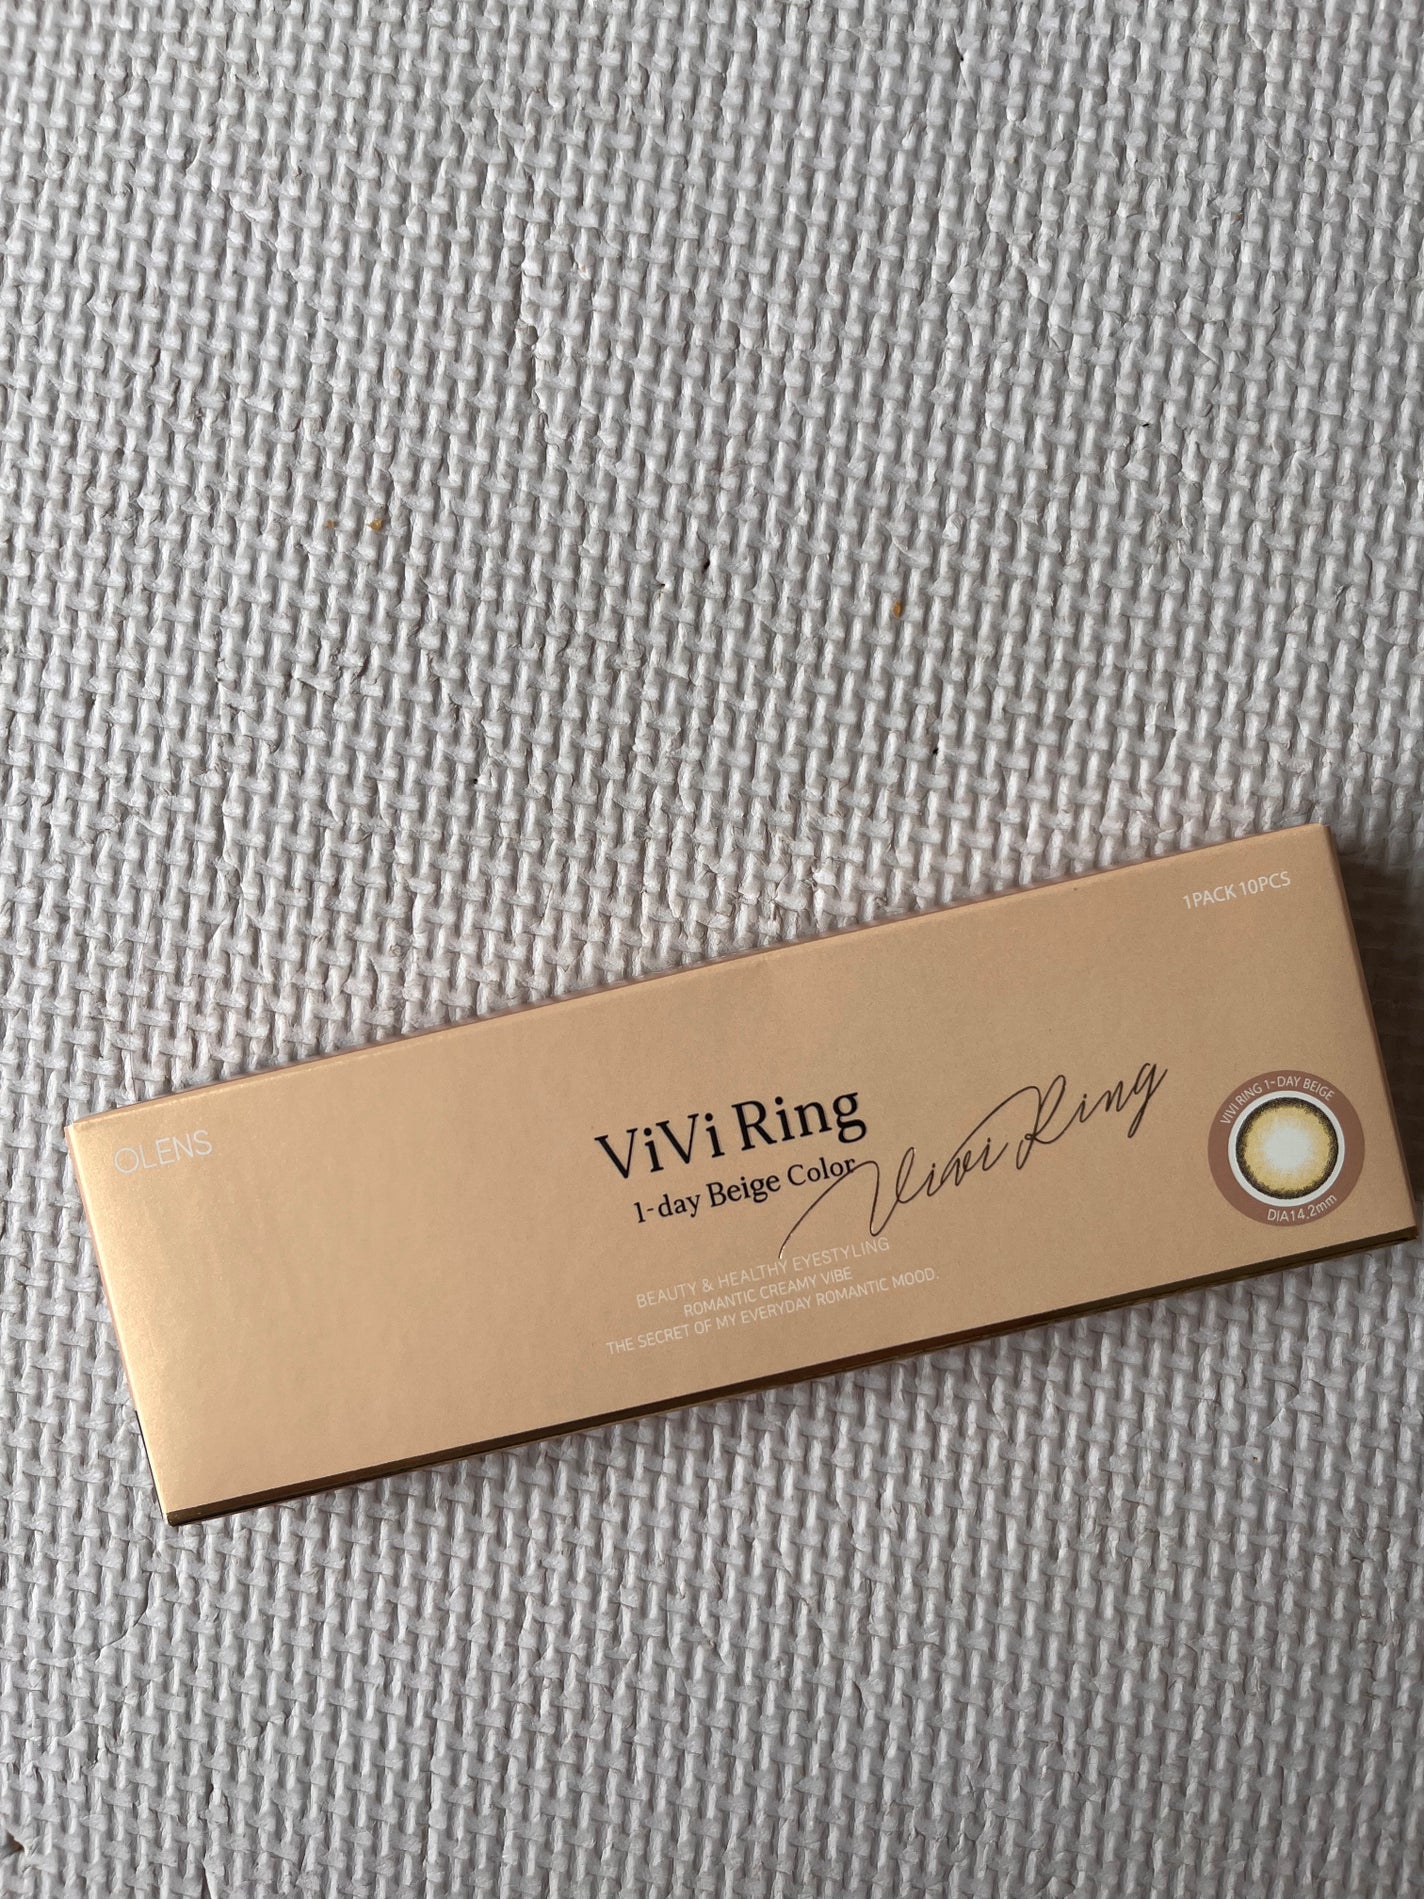 1PACK 10PCS
OLENS
ViVi Ring
1-day Beige Color
ViVi Ring
VIVI RING 1-DAY BEIGE
DIA14.2mm
BEAUTY & HEALTHY EYESTYLING
ROMANTIC CREAMY VIBE
THE SECRET OF MY EVERYDAY ROMANTIC MOOD.